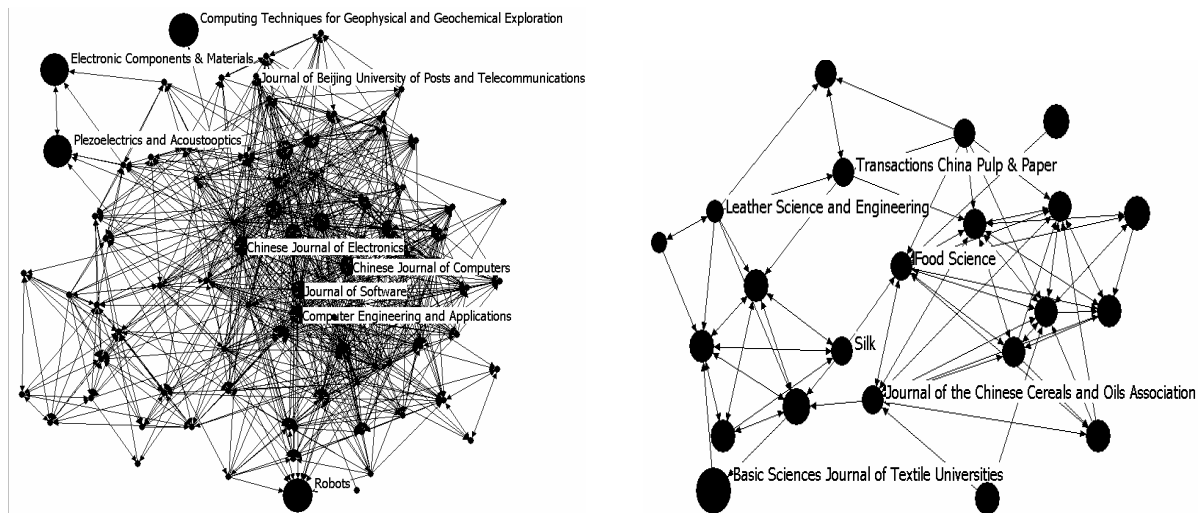 Computing Techniques for Geophysical and Geochemical Exploration
Electronic Components & Materials
Journal of Beijing University of Posts and Telecommunications
Plezoelectrics and Acoustooptics
Chinese Journal of Electronics
Chinese Journal of Computers
Journal of Software
Computer Engineering and Applications
Robots
Transactions China Pulp & Paper
Leather Science and Engineering
Food Science
Silk
Journal of the Chinese Cereals and Oils Association
Basic Sciences Journal of Textile Universities